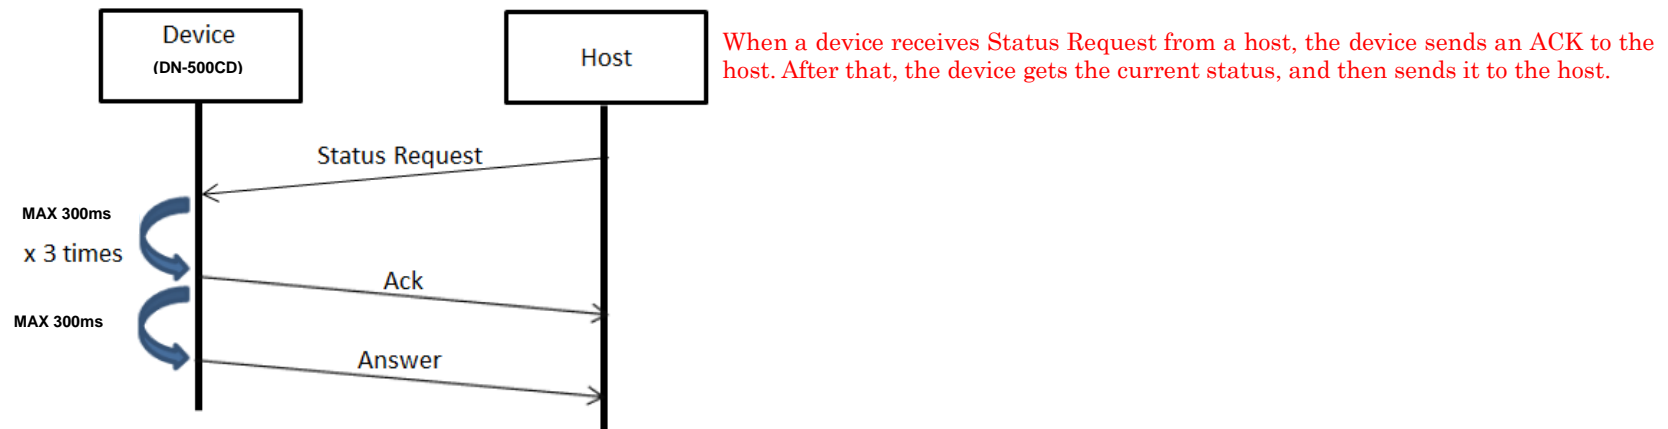 Device
(DN-500CD)
Host
When a device receives Status Request from a host, the device sends an ACK to the
host. After that, the device gets the current status, and then sends it to the host.
Status Request
MAX 300ms
x 3 times
Ack
MAX 300ms
Answer